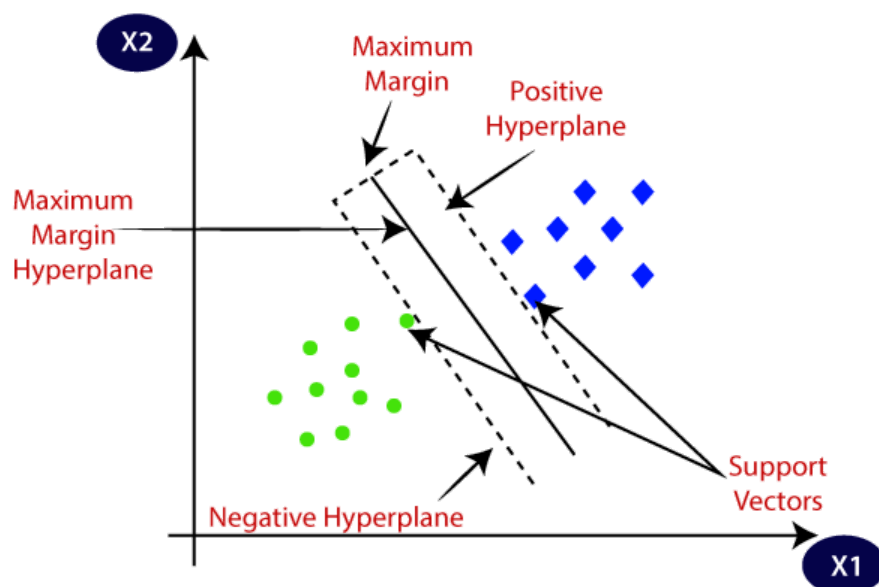 X2
Maximum
Margin
Positive
Hyperplane
Maximum
Margin
Hyperplane
Support
Vectors
Negative Hyperplane
X1